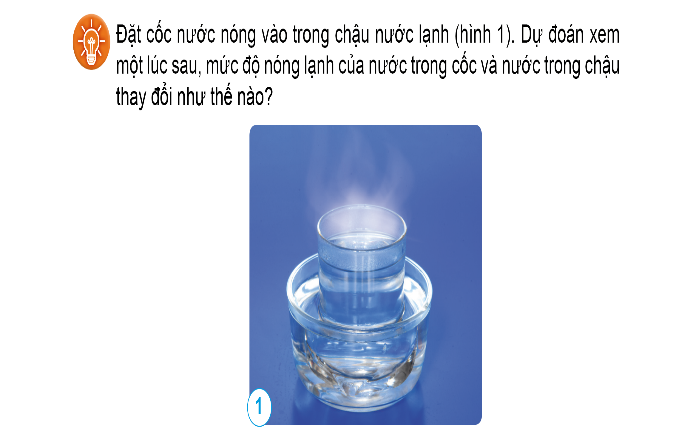 Đặt cốc nước nóng vào trong chậu nước lạnh (hình 1). Dự đoán xem
một lúc sau, mức độ nóng lạnh của nước trong cốc và nước trong chậu
thay đổi như thế nào?
1